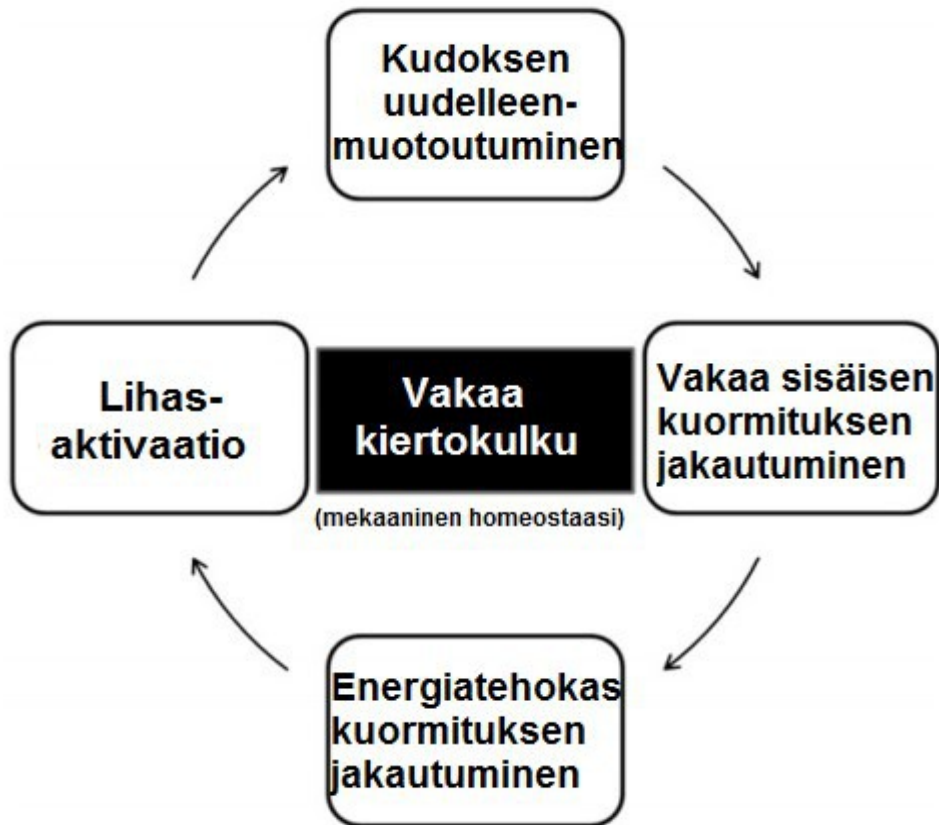 Kudoksen
uudelleen-
muotoutuminen
Lihas-
aktivaatio
Vakaa
kiertokulku
(mekaaninen homeostaasi)
Vakaa sisäisen
kuormituksen
jakautuminen
Energiatehokas
kuormituksen
jakautuminen